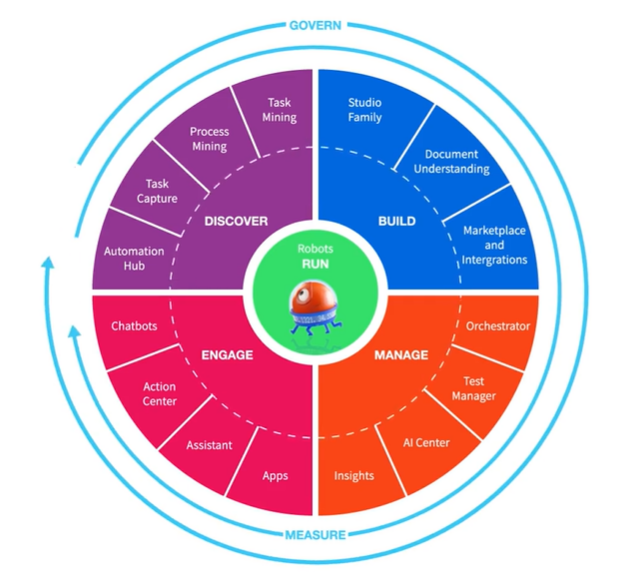 GOVERN
Task
Mining
Process
Mining
Task
Capture
Automation
Hub
DISCOVER
Studio
Family
Document
Understanding
Marketplace
and
Intergrations
BUILD
Robots
RUN
Chatbots
Action
Center
Assistant
Apps
ENGAGE
MANAGE
Orchestrator
Test
Manager
AI Center
Insights
MEASURE